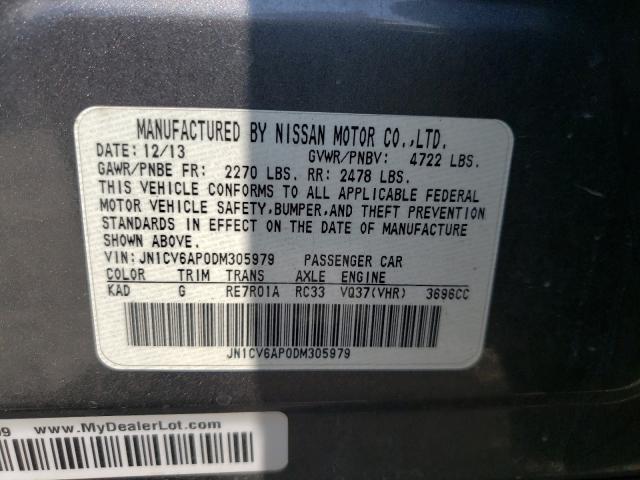 MANUFACTURED BY NISSAN MOTOR CO.,LTD.
DATE: 12/13 GVWR/PNBV: 4722 LBS.
GAWR/PNBE FR: 2270 LBS. RR: 2478 LBS.
THIS VEHICLE CONFORMS TO ALL APPLICABLE FEDERAL
MOTOR VEHICLE SAFETY,BUMPER,AND THEFT PREVENTION
STANDARDS IN EFFECT ON THE DATE OF MANUFACTURE
SHOWN ABOVE.
VIN: JN1CV6AP0DM305979 PASSENGER CAR
COLOR TRIM TRANS AXLE ENGINE
KAD G RE7R01A RC33 VQ37(VHR) 3696CC
JN1CV6AP0DM305979
www.MyDealerLot.com